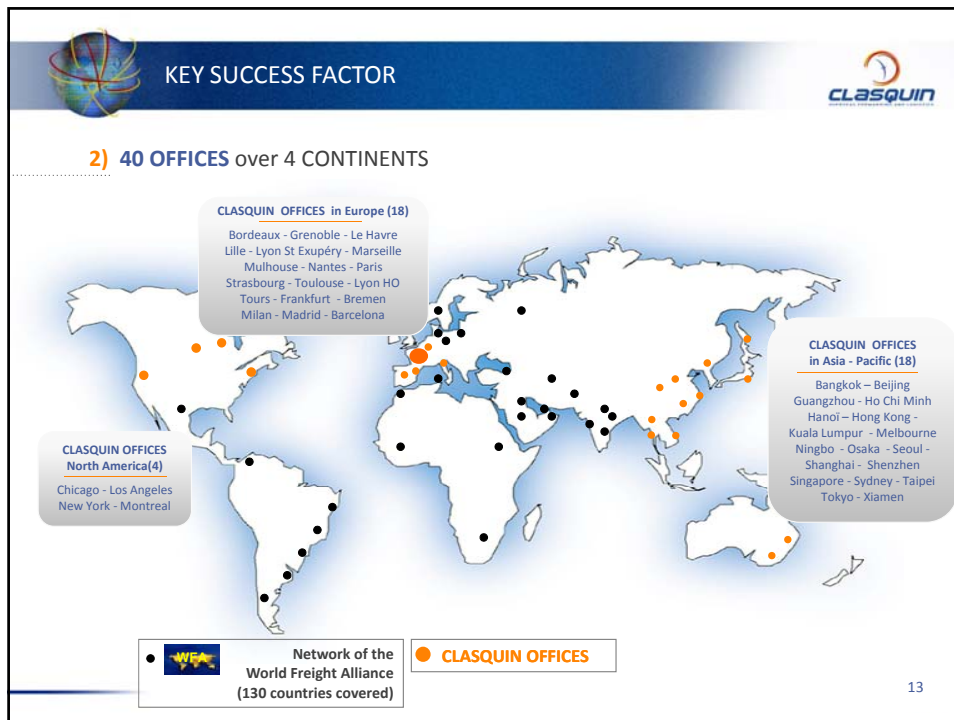 KEY SUCCESS FACTOR
CLASQUIN
2) 40 OFFICES over 4 CONTINENTS
CLASQUIN OFFICES in Europe (18)
Bordeaux - Grenoble - Le Havre
Lille - Lyon St Exupéry - Marseille
Mulhouse - Nantes - Paris
Strasbourg - Toulouse - Lyon HO
Tours - Frankfurt - Bremen
Milan - Madrid - Barcelona
CLASQUIN OFFICES
in Asia - Pacific (18)
Bangkok – Beijing
Guangzhou - Ho Chi Minh
Hanoï – Hong Kong -
Kuala Lumpur - Melbourne
Ningbo - Osaka - Seoul -
Shanghai - Shenzhen
Singapore - Sydney - Taipei
Tokyo - Xiamen
CLASQUIN OFFICES
North America(4)
Chicago - Los Angeles
New York - Montreal
WFA
Network of the
World Freight Alliance
(130 countries covered)
CLASQUIN OFFICES
13